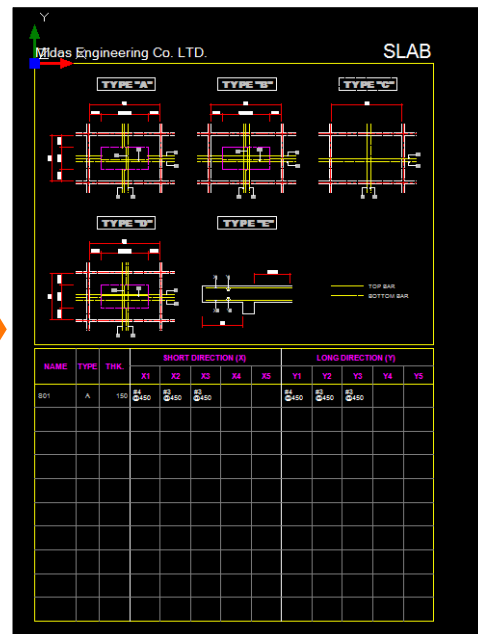 Y
Midas Engineering Co. LTD.
SLAB
TYPE "A"
TYPE "B"
TYPE "C"
TYPE "D"
TYPE "E"
TOP BAR
BOTTOM BAR
NAME TYPE THK. SHORT DIRECTION (X) LONG DIRECTION (Y)
X1 X2 X3 X4 X5 Y1 Y2 Y3 Y4 Y5
S01 A 150 #4 @450 #3 @450 #3 @450 #4 @450 #3 @450 #3 @450